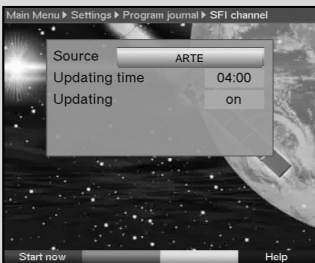 Main Menu ▶ Settings ▶ Program journal ▶ SFI channel
Source ARTE
Updating time 04:00
Updating on
Start now Help